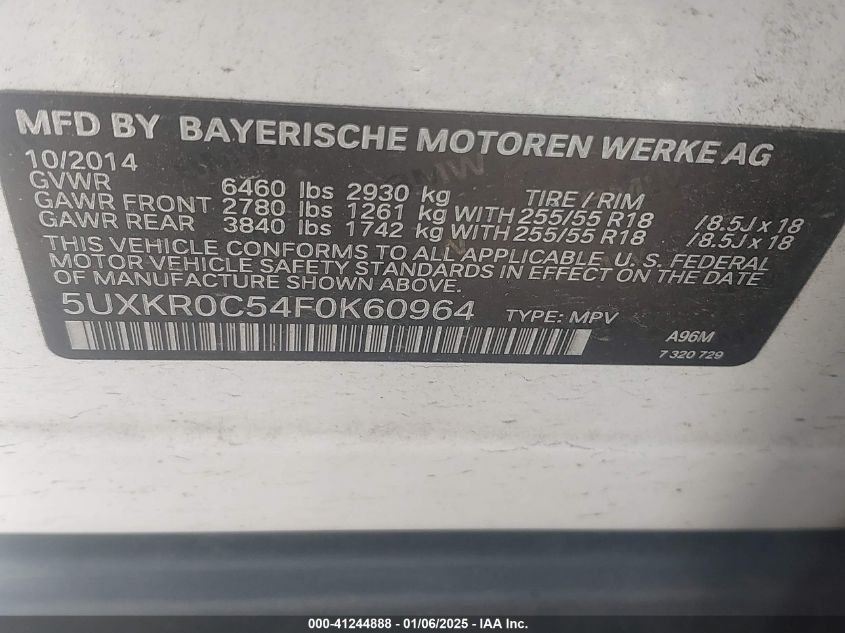 MFD BY BAYERISCHE MOTOREN WERKE AG
10/2014
GVWR 6460 lbs 2930 kg TIRE / RIM
GAWR FRONT 2780 lbs 1261 kg WITH 255/55 R18 /8.5J x 18
GAWR REAR 3840 lbs 1742 kg WITH 255/55 R18 /8.5J x 18
THIS VEHICLE CONFORMS TO ALL APPLICABLE U. S. FEDERAL
MOTOR VEHICLE SAFETY STANDARDS IN EFFECT ON THE DATE
OF MANUFACTURE SHOWN ABOVE.
5UXKR0C54F0K60964 TYPE: MPV
A96M
7 320 729
000-41244888 - 01/06/2025 - IAA Inc.